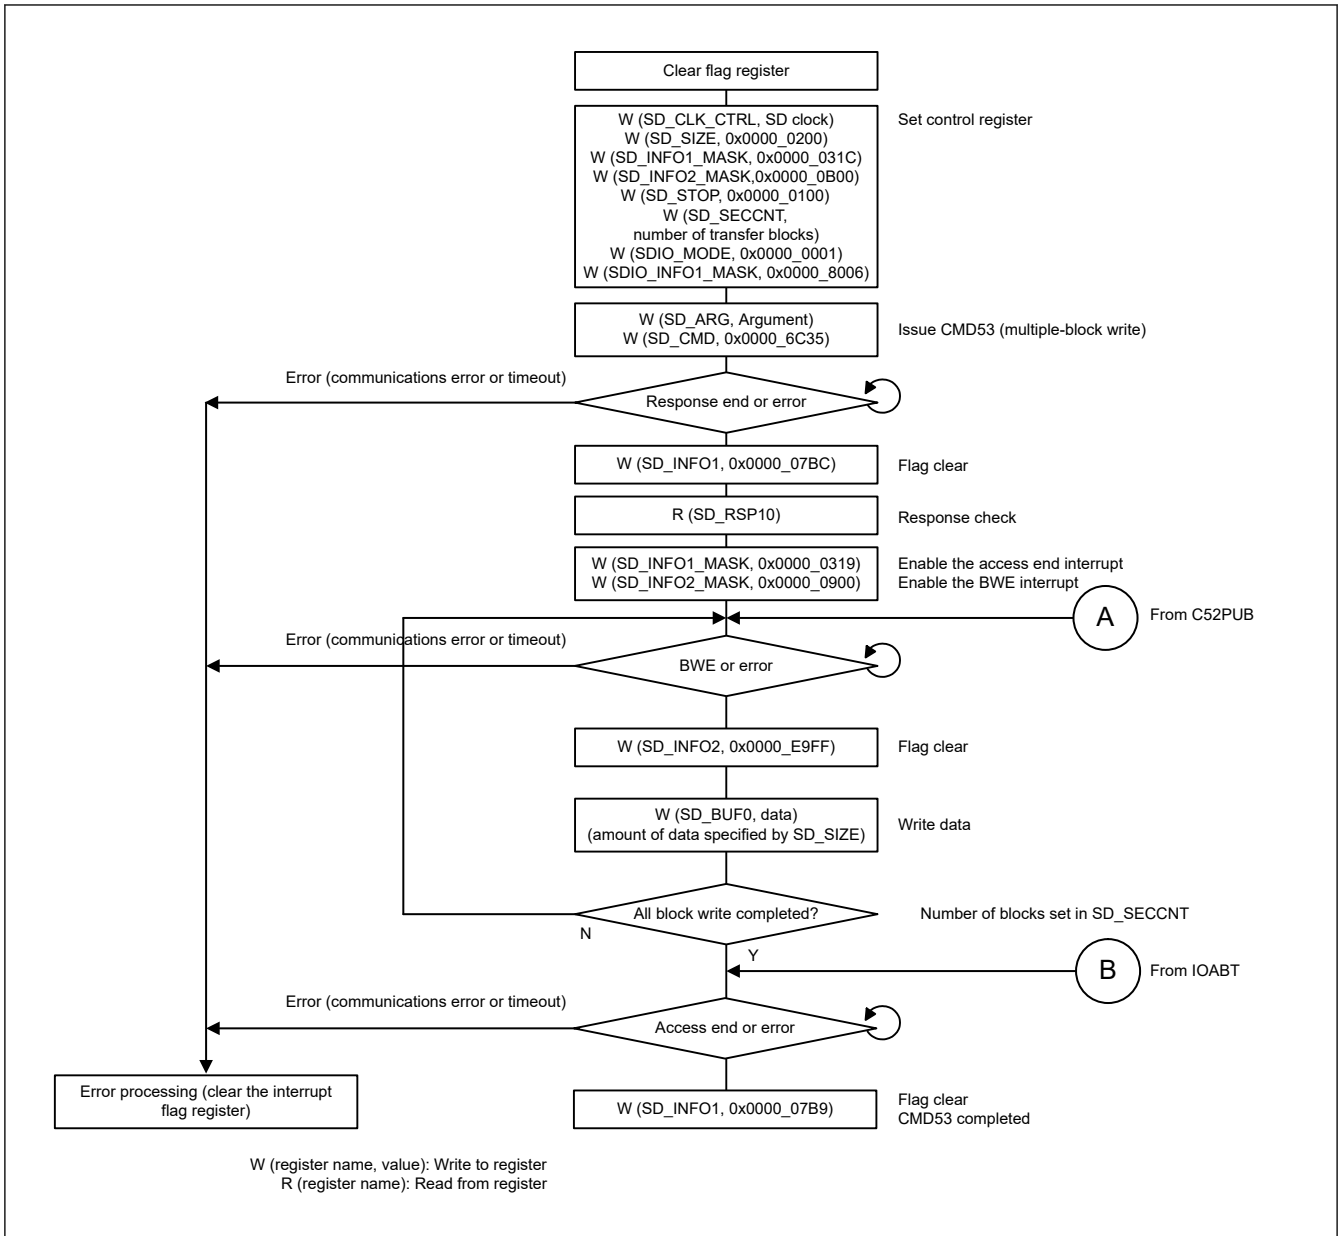 Clear flag register
W (SD_CLK_CTRL, SD clock)
W (SD_SIZE, 0x0000_0200)
W (SD_INFO1_MASK, 0x0000_031C)
W (SD_INFO2_MASK,0x0000_0B00)
W (SD_STOP, 0x0000_0100)
W (SD_SECCNT,
number of transfer blocks)
W (SDIO_MODE, 0x0000_0001)
W (SDIO_INFO1_MASK, 0x0000_8006)
Set control register
W (SD_ARG, Argument)
W (SD_CMD, 0x0000_6C35)
Issue CMD53 (multiple-block write)
Error (communications error or timeout)
Response end or error
W (SD_INFO1, 0x0000_07BC)
Flag clear
R (SD_RSP10)
Response check
W (SD_INFO1_MASK, 0x0000_0319)
W (SD_INFO2_MASK, 0x0000_0900)
Enable the access end interrupt
Enable the BWE interrupt
A
From C52PUB
Error (communications error or timeout)
BWE or error
W (SD_INFO2, 0x0000_E9FF)
Flag clear
W (SD_BUF0, data)
(amount of data specified by SD_SIZE)
Write data
All block write completed?
Number of blocks set in SD_SECCNT
N
Y
B
From IOABT
Error (communications error or timeout)
Access end or error
Error processing (clear the interrupt
flag register)
W (SD_INFO1, 0x0000_07B9)
Flag clear
CMD53 completed
W (register name, value): Write to register
R (register name): Read from register